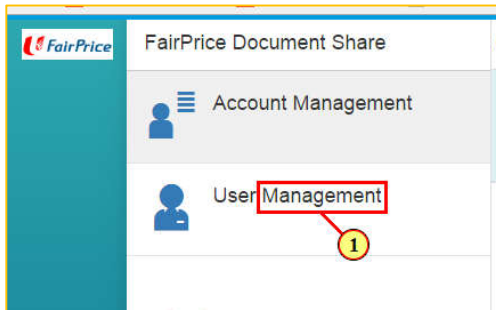 FairPrice
FairPrice Document Share
Account Management
User Management
1